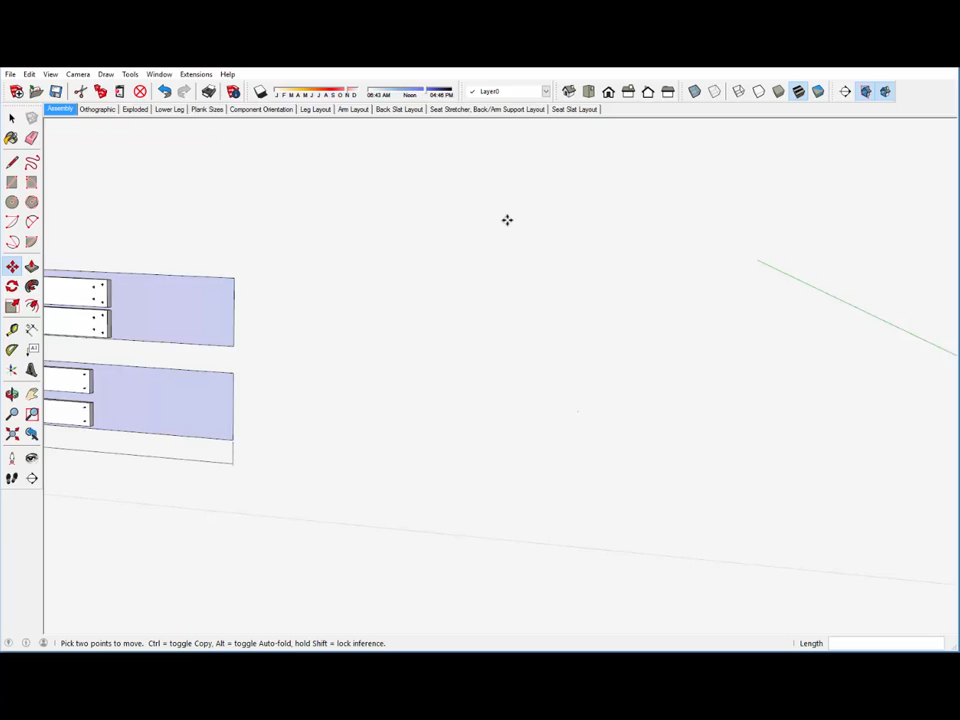 File Edit View Camera Draw Tools Window Extensions Help
J F M A M J J A S O N D 06:43 AM Noon 04:46 PM Layer0
Assembly Orthographic Exploded Lower Leg Plank Sizes Component Orientation Leg Layout Arm Layout Back Slat Layout Seat Stretcher, Back/Arm Support Layout Seat Slat Layout
Pick two points to move. Ctrl = toggle Copy, Alt = toggle Auto-fold, hold Shift = lock inference. Length